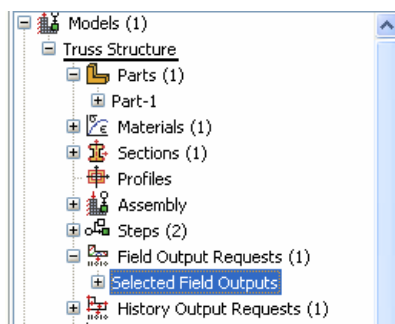 Models (1)
Truss Structure
Parts (1)
Part-1
Materials (1)
Sections (1)
Profiles
Assembly
Steps (2)
Field Output Requests (1)
Selected Field Outputs
History Output Requests (1)